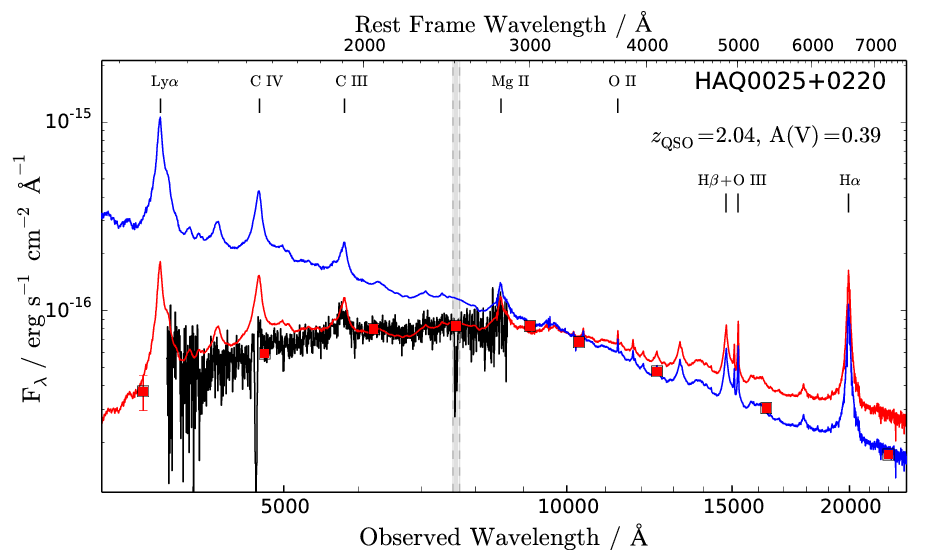 Rest Frame Wavelength / Å
2000 3000 4000 5000 6000 7000
Lyα C IV C III Mg II O II
HAQ0025+0220
z_QSO=2.04, A(V)=0.39
Hβ+O III Hα
10^-15
10^-16
F_λ / erg s^-1 cm^-2 Å^-1
5000 10000 15000 20000
Observed Wavelength / Å